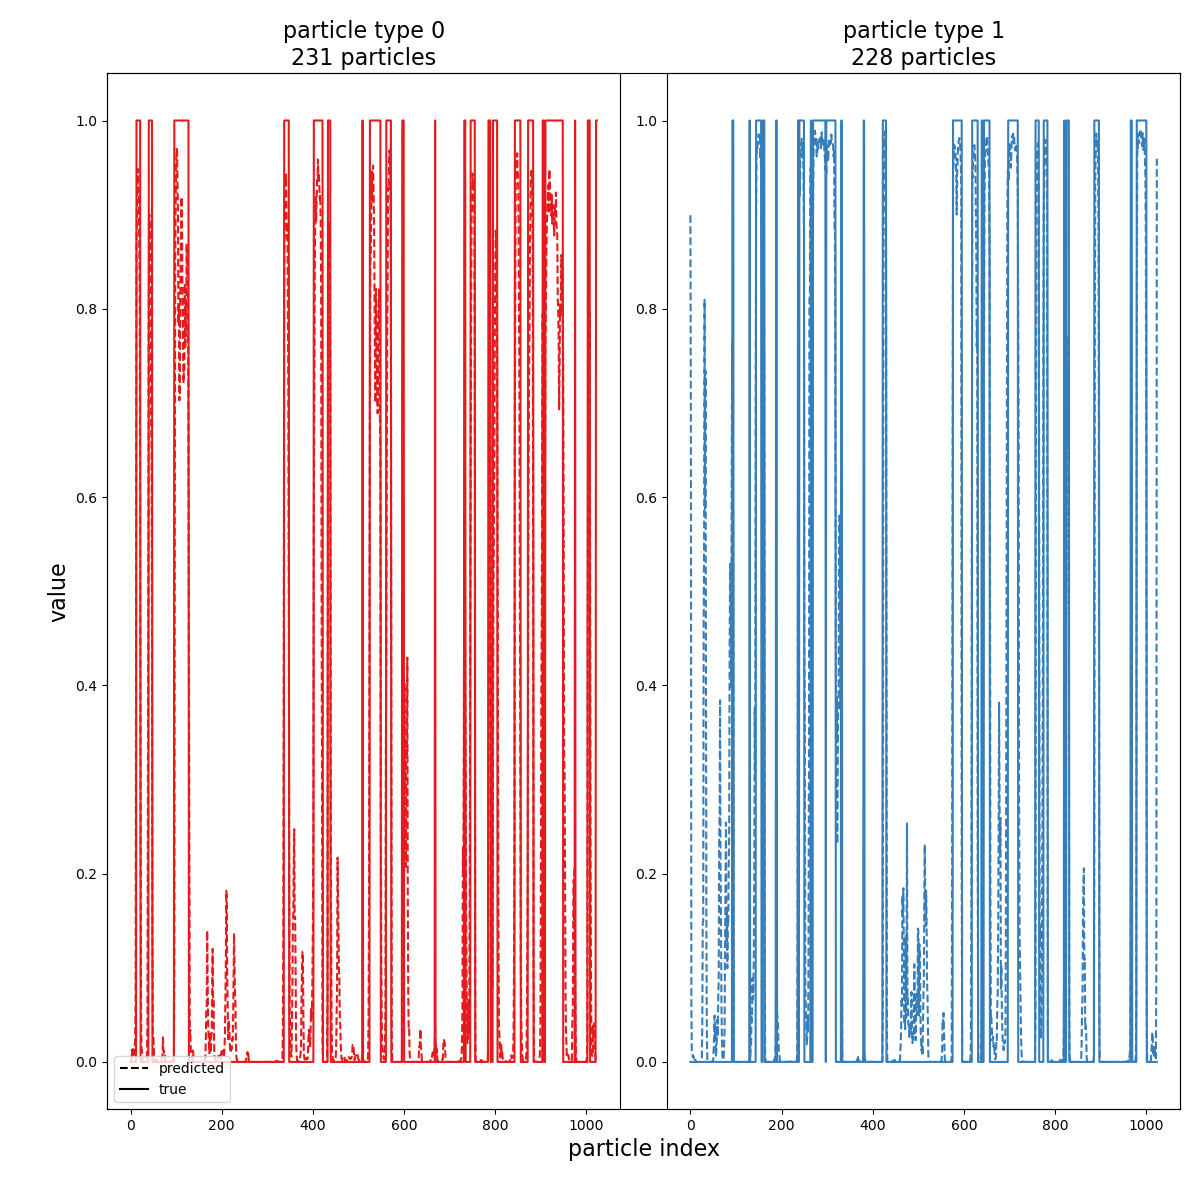 particle type 0
231 particles
particle type 1
228 particles
1.0
0.8
0.6
0.4
0.2
0.0
1.0
0.8
0.6
0.4
0.2
0.0
value
predicted
true
0 200 400 600 800 1000
0 200 400 600 800 1000
particle index